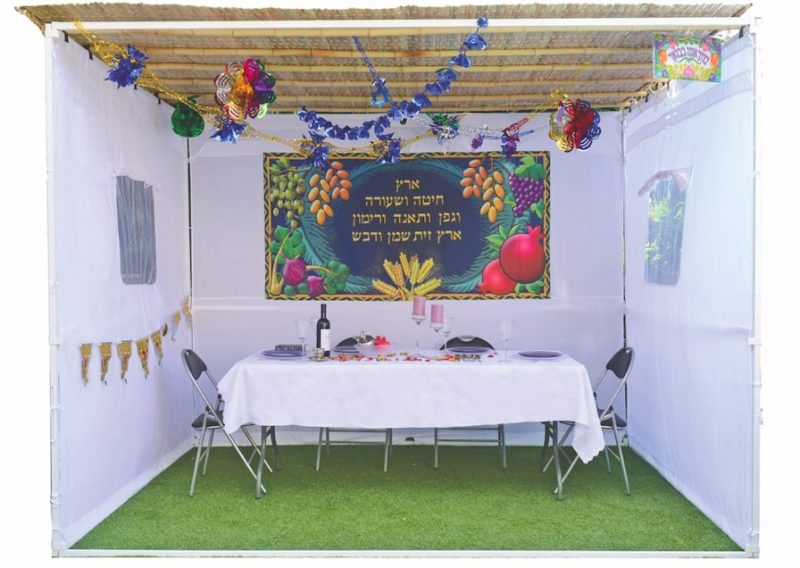 ארץ
חיטה ושעורה
וגפן ותאנה ורימון
ארץ זית שמן ודבש